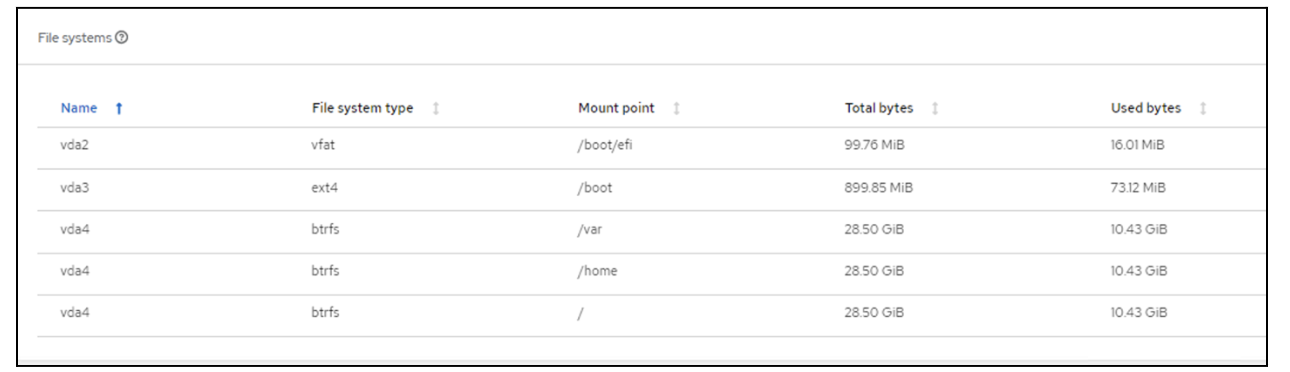 File systems
Name File system type Mount point Total bytes Used bytes
vda2 vfat /boot/efi 99.76 MiB 16.01 MiB
vda3 ext4 /boot 899.85 MiB 73.12 MiB
vda4 btrfs /var 28.50 GiB 10.43 GiB
vda4 btrfs /home 28.50 GiB 10.43 GiB
vda4 btrfs / 28.50 GiB 10.43 GiB